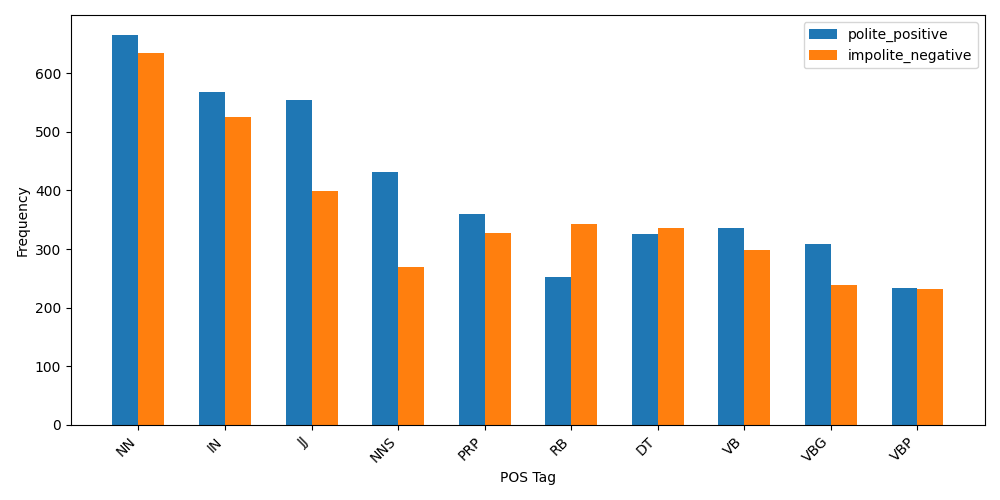 polite_positive
impolite_negative
Frequency
600
500
400
300
200
100
0
NN IN JJ NNS PRP RB DT VB VBG VBP
POS Tag